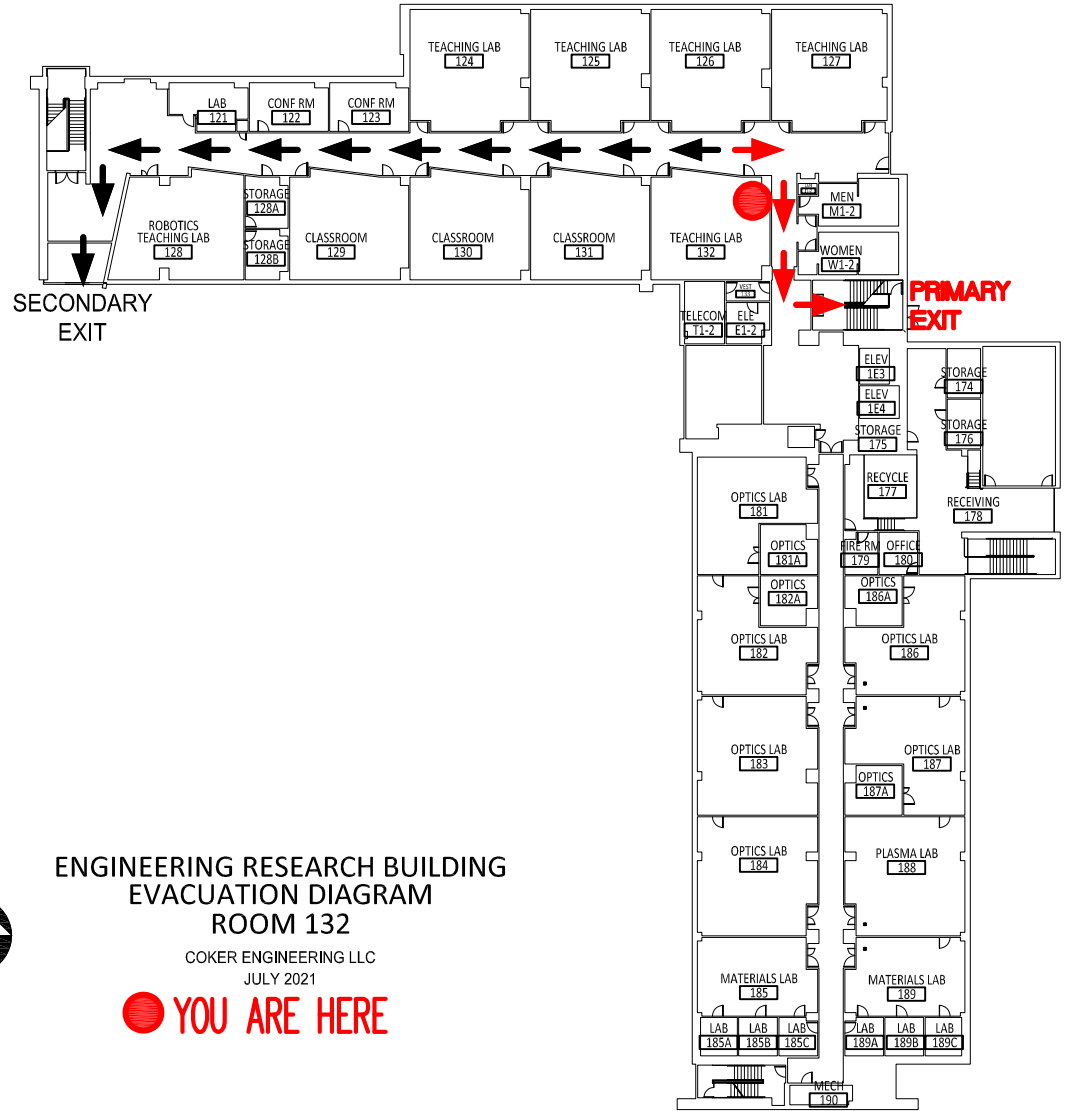 TEACHING LAB
124
TEACHING LAB
125
TEACHING LAB
126
TEACHING LAB
127
LAB
121
CONF RM
122
CONF RM
123
MEN
M1-2
WOMEN
W1-2
ROBOTICS
TEACHING LAB
128
STORAGE
128A
STORAGE
128B
CLASSROOM
129
CLASSROOM
130
CLASSROOM
131
TEACHING LAB
132
SECONDARY
EXIT
PRIMARY
EXIT
VEST
133
TELECOM
T1-2
ELE
E1-2
ELEV
1E3
ELEV
1E4
STORAGE
174
STORAGE
175
STORAGE
176
RECYCLE
177
RECEIVING
178
OPTICS LAB
181
OPTICS
181A
FIRE RM
179
OFFICE
180
OPTICS
182A
OPTICS
186A
OPTICS LAB
182
OPTICS LAB
186
OPTICS LAB
183
OPTICS LAB
187
OPTICS
187A
OPTICS LAB
184
PLASMA LAB
188
MATERIALS LAB
185
MATERIALS LAB
189
LAB
185A
LAB
185B
LAB
185C
LAB
189A
LAB
189B
LAB
189C
MECH
190
ENGINEERING RESEARCH BUILDING
EVACUATION DIAGRAM
ROOM 132
COKER ENGINEERING LLC
JULY 2021
YOU ARE HERE